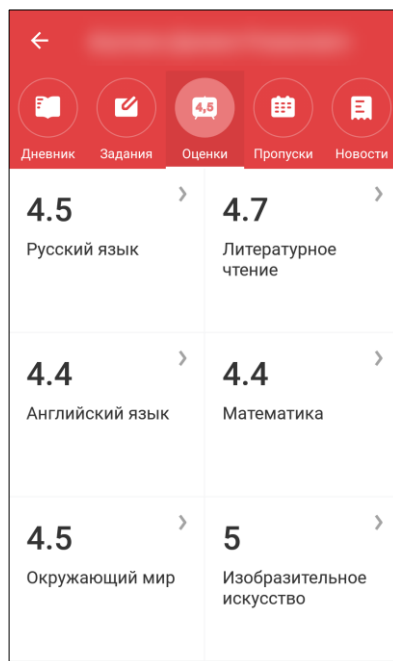 4,5
Дневник
Задания
Оценки
Пропуски
Новости
4.5
Русский язык
4.7
Литературное
чтение
4.4
Английский язык
4.4
Математика
4.5
Окружающий мир
5
Изобразительное
искусство